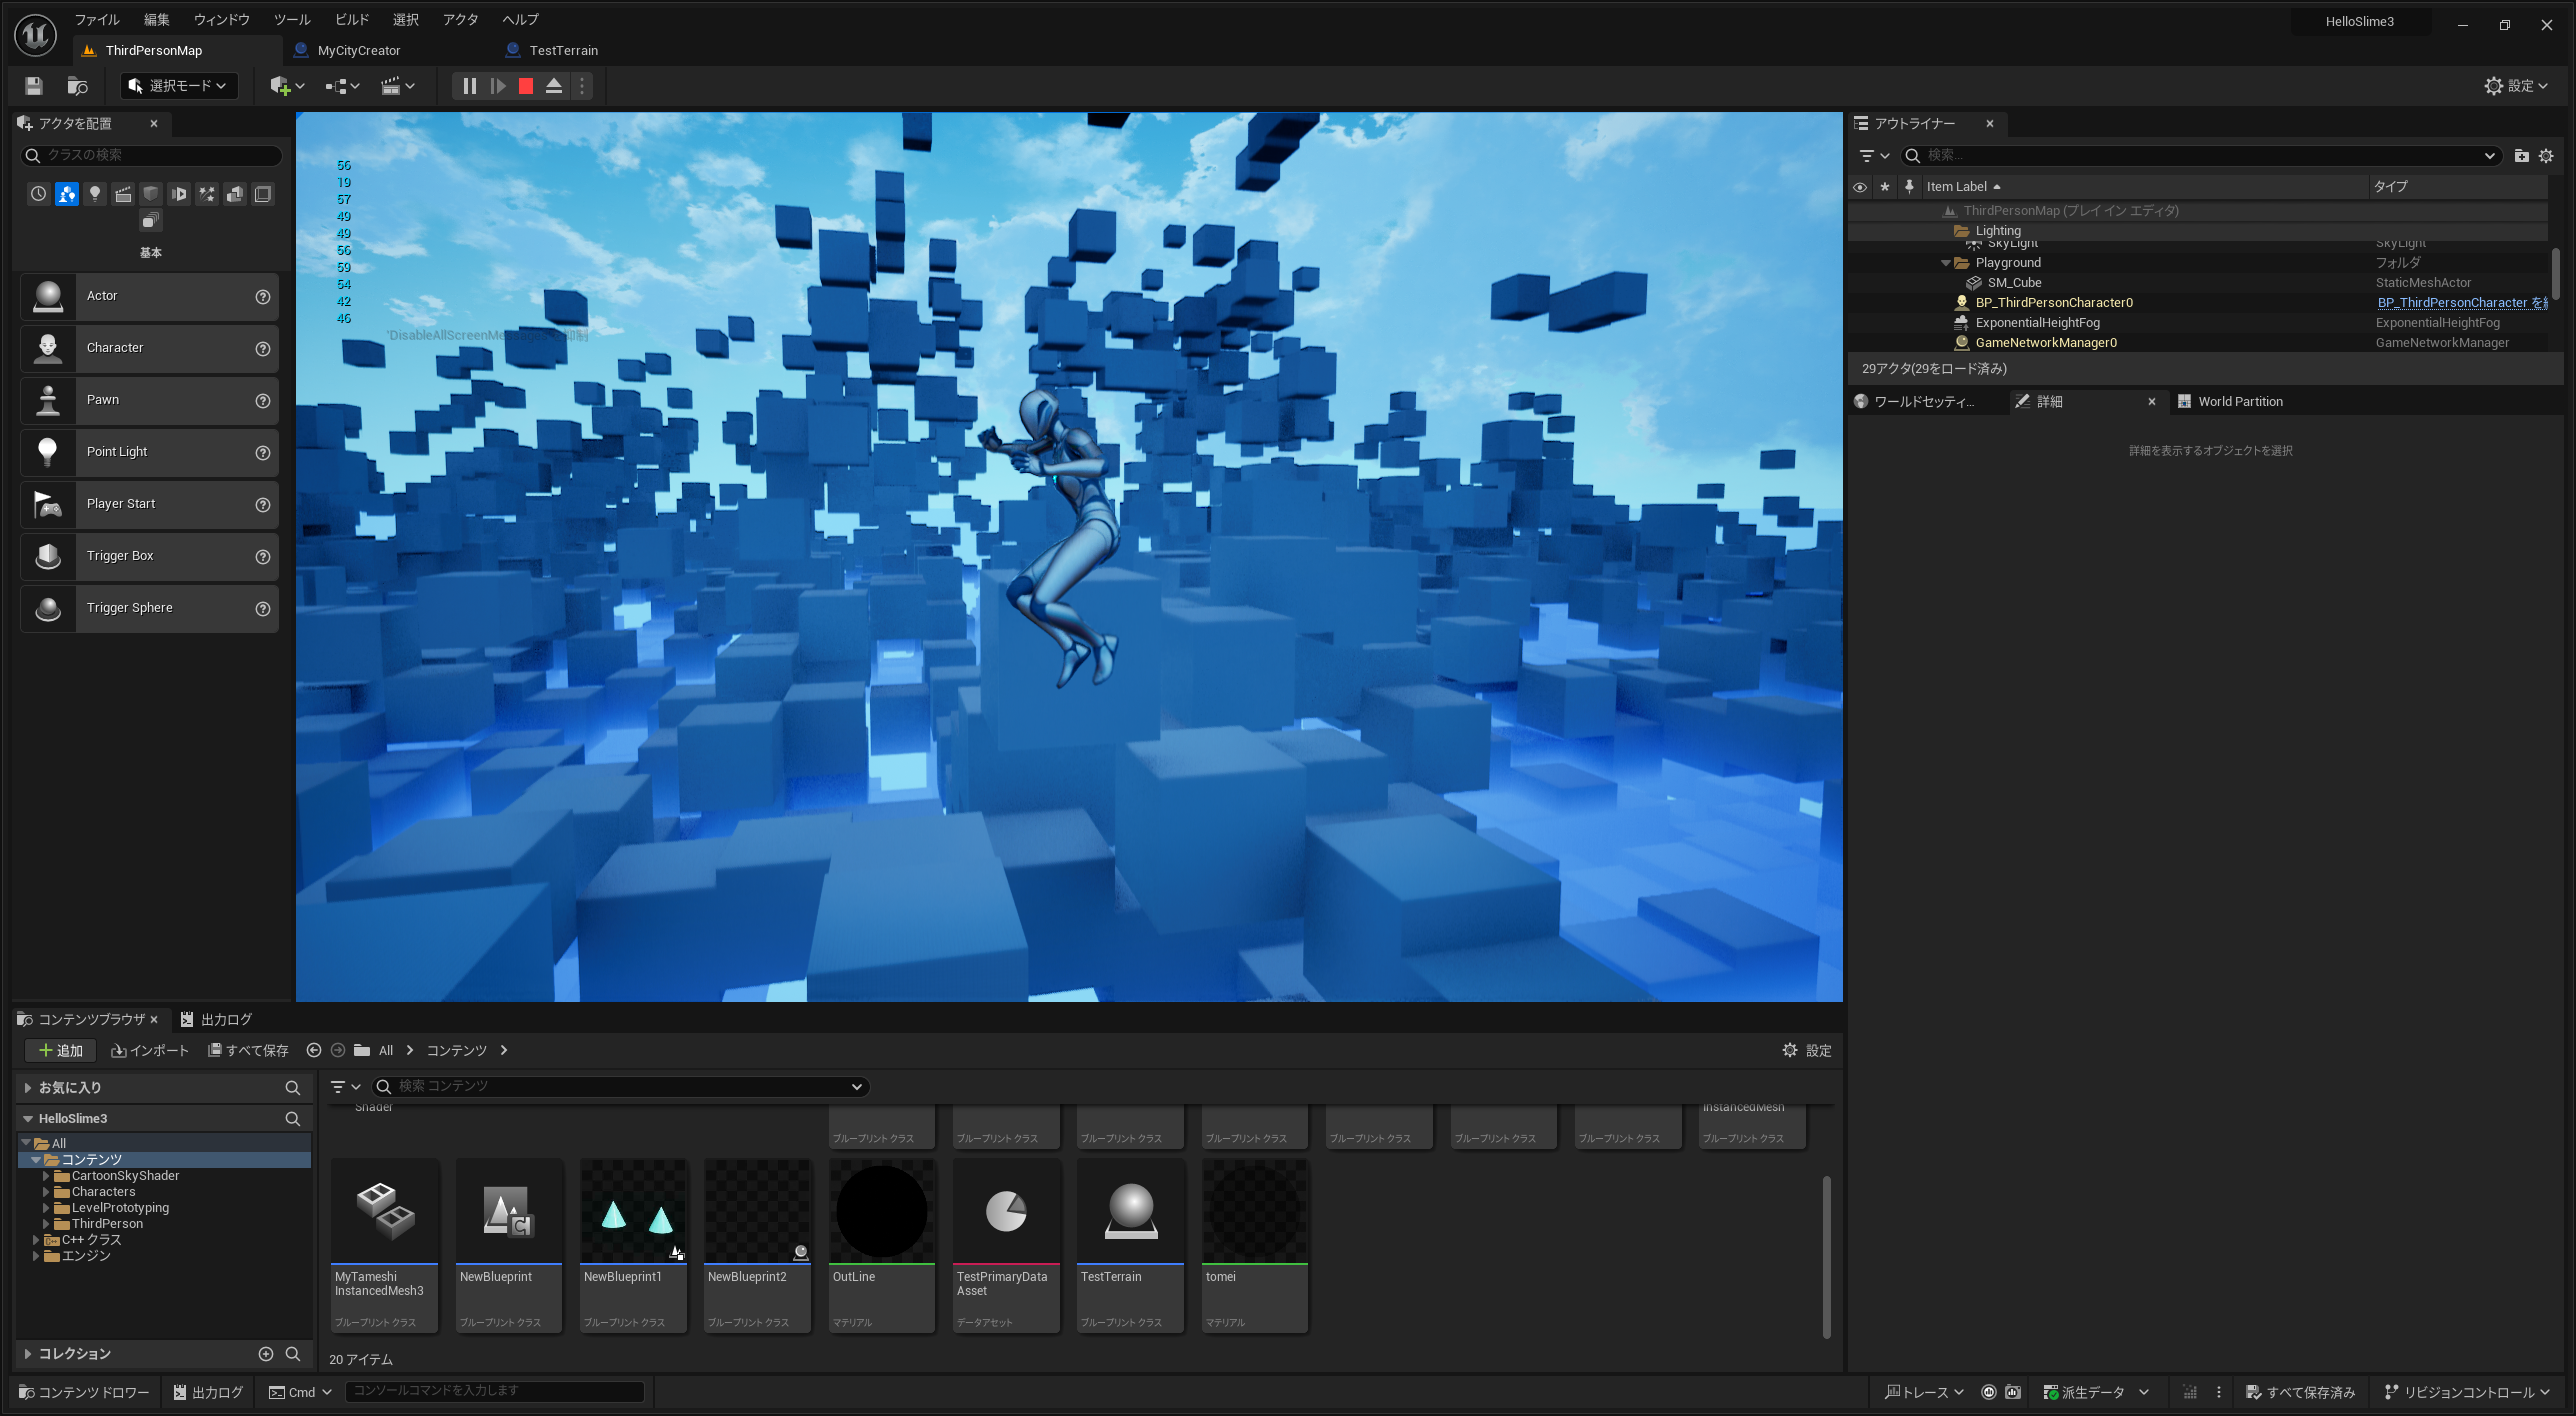 ファイル 編集 ウィンドウ ツール ビルド 選択 アクタ ヘルプ
HelloSlime3
ThirdPersonMap MyCityCreator TestTerrain
選択モード
設定
アクタを配置
クラスの検索
基本
Actor
Character
Pawn
Point Light
Player Start
Trigger Box
Trigger Sphere
56
19
57
49
49
56
59
54
42
46
アウトライナー
検索...
Item Label タイプ
ThirdPersonMap (プレイ イン エディタ)
Lighting
SkyLight SkyLight
Playground フォルダ
SM_Cube StaticMeshActor
BP_ThirdPersonCharacter0 BP_ThirdPersonCharacter を
ExponentialHeightFog ExponentialHeightFog
GameNetworkManager0 GameNetworkManager
29アクタ(29をロード済み)
ワールドセッティ... 詳細 World Partition
詳細を表示するオブジェクトを選択
コンテンツブラウザ 出力ログ
追加 インポート すべて保存 All コンテンツ
設定
お気に入り
HelloSlime3
All
コンテンツ
CartoonSkyShader
Characters
LevelPrototyping
ThirdPerson
C++ クラス
エンジン
コレクション
検索 コンテンツ
Shader InstancedMesh
ブループリント クラス ブループリント クラス ブループリント クラス ブループリント クラス ブループリント クラス ブループリント クラス ブループリント クラス ブループリント クラス
MyTameshi
InstancedMesh3
ブループリント クラス
NewBlueprint
ブループリント クラス
NewBlueprint1
ブループリント クラス
NewBlueprint2
ブループリント クラス
OutLine
マテリアル
TestPrimaryData
Asset
データアセット
TestTerrain
ブループリント クラス
tomei
マテリアル
20 アイテム
コンテンツ ドロワー 出力ログ Cmd コンソールコマンドを入力します
トレース 派生データ すべて保存済み リビジョンコントロール